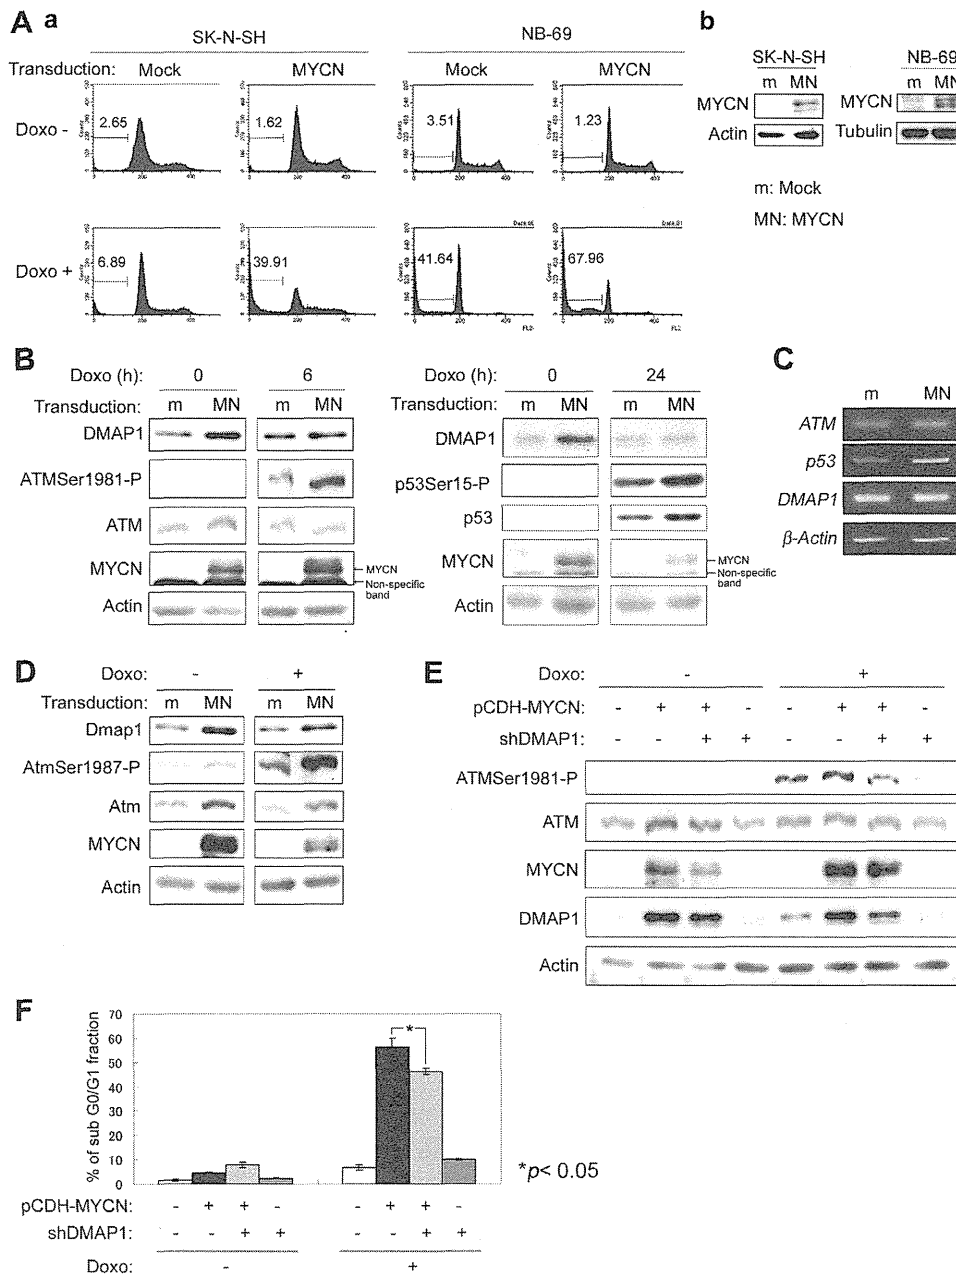 A a
SK-N-SH NB-69
Transduction: Mock MYCN Mock MYCN
Doxo - 2.65 1.62 3.51 1.23
Doxo + 6.89 39.91 41.64 67.96
b
SK-N-SH NB-69
m MN m MN
MYCN MYCN
Actin Tubulin
m: Mock
MN: MYCN
B
Doxo (h): 0 6
Transduction: m MN m MN
DMAP1
ATMSer1981-P
ATM
MYCN MYCN
Non-specific
band
Actin
Doxo (h): 0 24
Transduction: m MN m MN
DMAP1
p53Ser15-P
p53
MYCN MYCN
Non-specific
band
Actin
C
m MN
ATM
p53
DMAP1
β-Actin
D
Doxo: - +
Transduction: m MN m MN
Dmap1
AtmSer1987-P
Atm
MYCN
Actin
E
Doxo: - +
pCDH-MYCN: - + + - - + + -
shDMAP1: - - + + - - + +
ATMSer1981-P
ATM
MYCN
DMAP1
Actin
F
% of sub G0/G1 fraction
70
60
50
40
30
20
10
0
*
*p< 0.05
pCDH-MYCN: - + + - - + + -
shDMAP1: - - + + - - + +
Doxo: - +